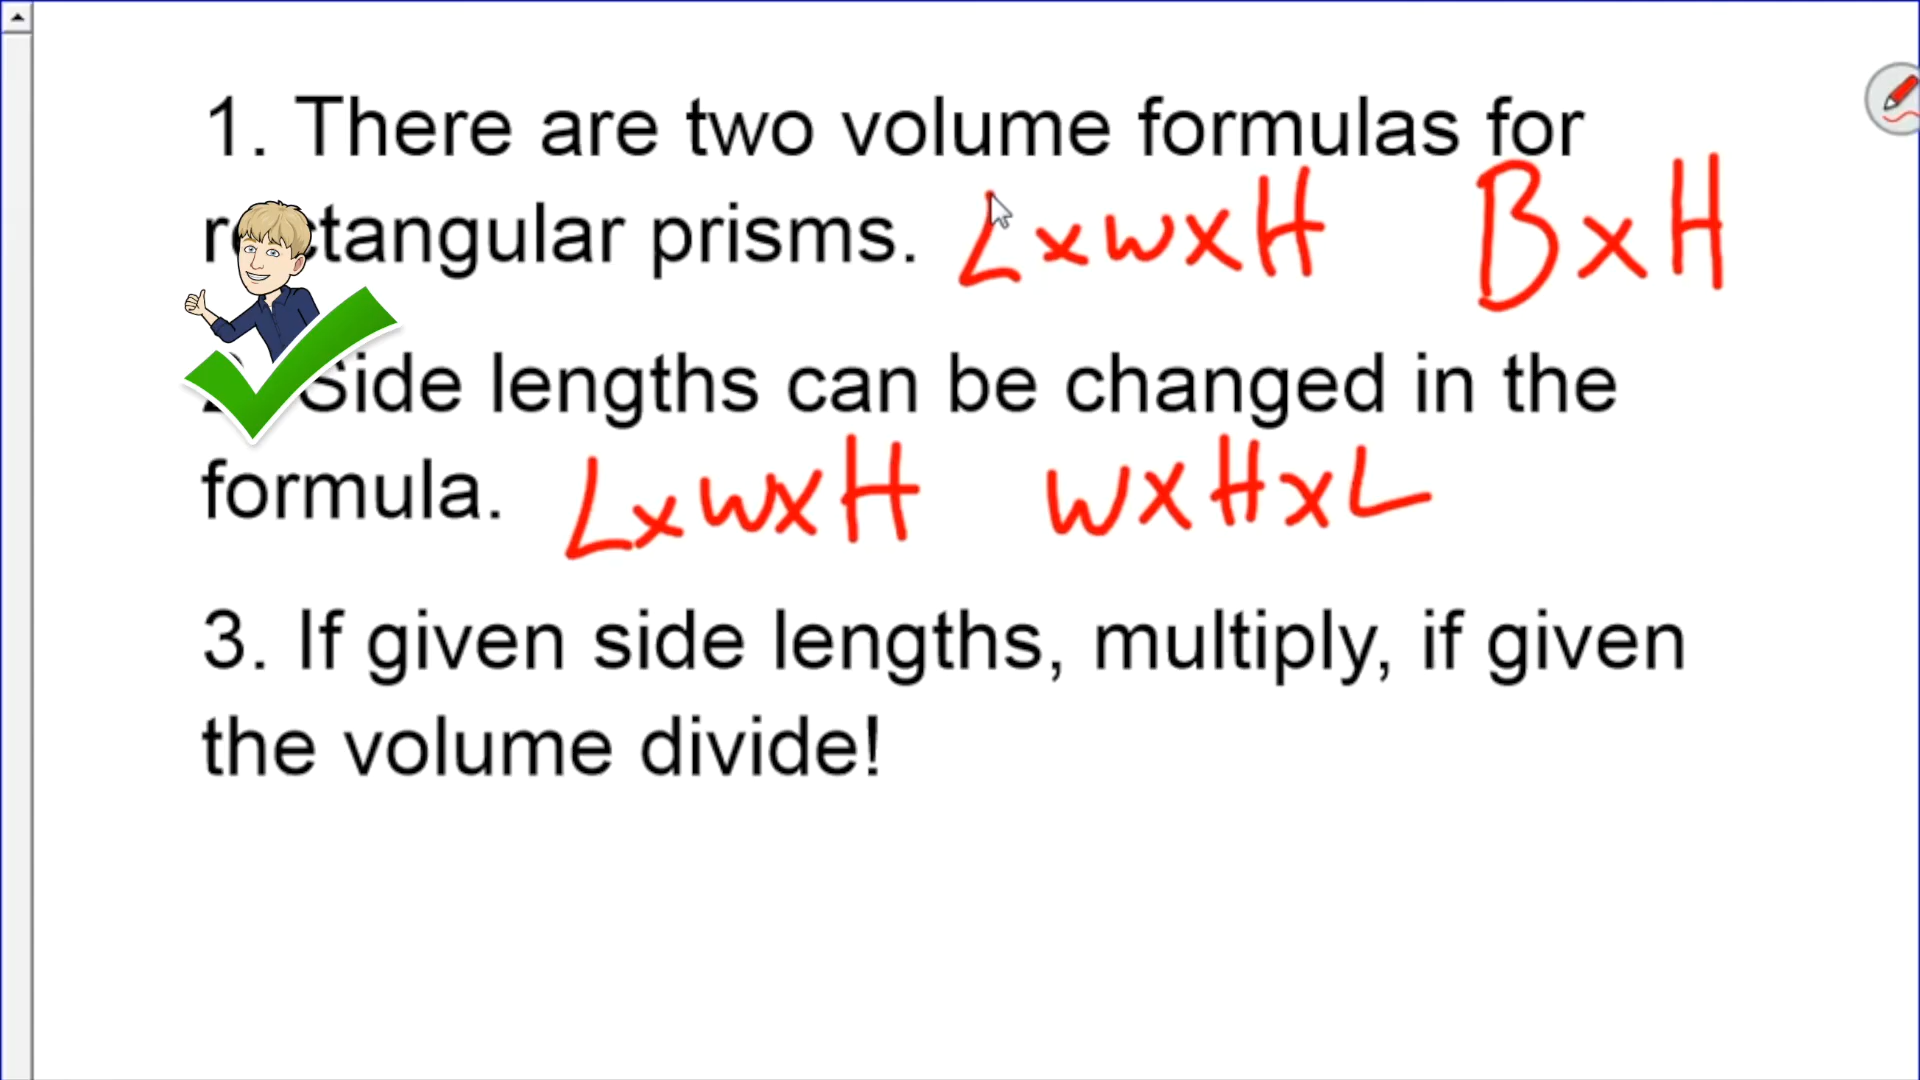 1. There are two volume formulas for
rectangular prisms. LxWxH BxH
2. Side lengths can be changed in the
formula. LxWxH WxHxL
3. If given side lengths, multiply, if given
the volume divide!